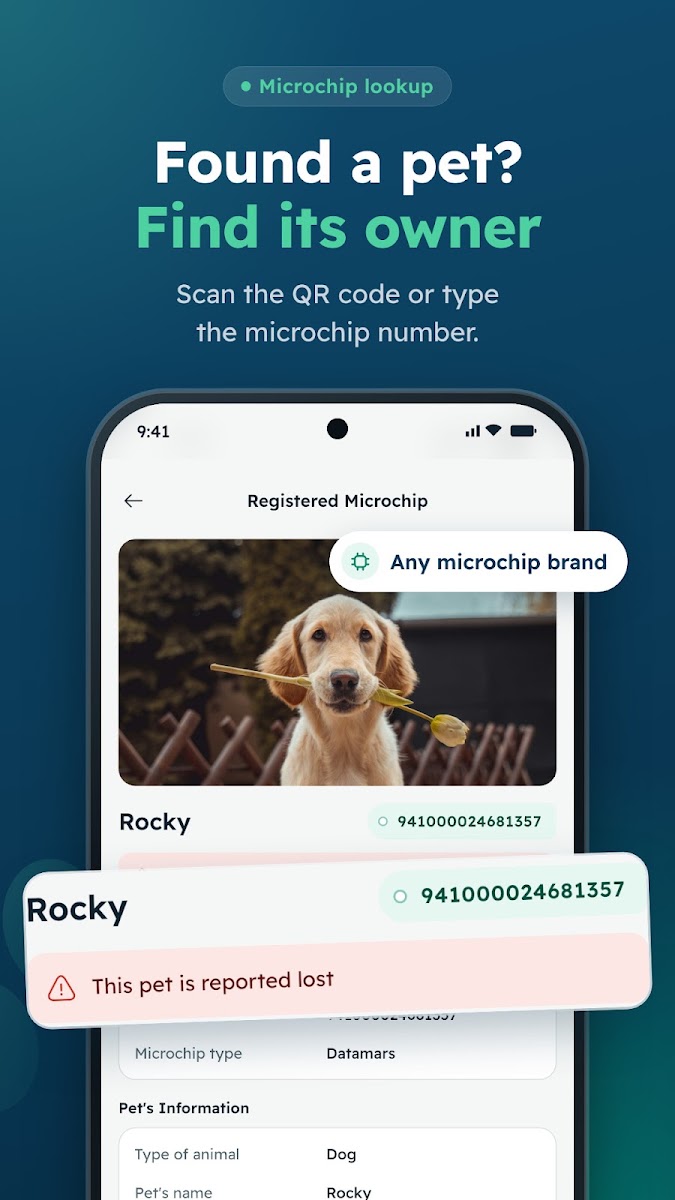 Microchip lookup
Found a pet?
Find its owner
Scan the QR code or type
the microchip number.
9:41
Registered Microchip
Any microchip brand
Rocky
941000024681357
Rocky
941000024681357
This pet is reported lost
Microchip type
Datamars
Pet's Information
Type of animal
Dog
Pet's name
Rocky